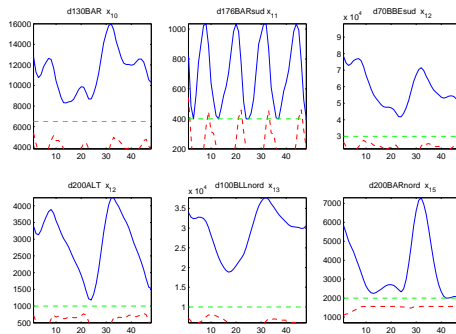 d130BAR x10
16000
14000
12000
10000
8000
6000
4000
10 20 30 40
d176BARsud x11
1000
800
600
400
200
10 20 30 40
x 10^4
d70BBEsud x12
8
7
6
5
4
3
10 20 30 40
d200ALT x12
4000
3500
3000
2500
2000
1500
1000
500
10 20 30 40
x 10^4
d100BLLnord x13
3.5
3
2.5
2
1.5
1
10 20 30 40
d200BARnord x15
7000
6000
5000
4000
3000
2000
1000
10 20 30 40